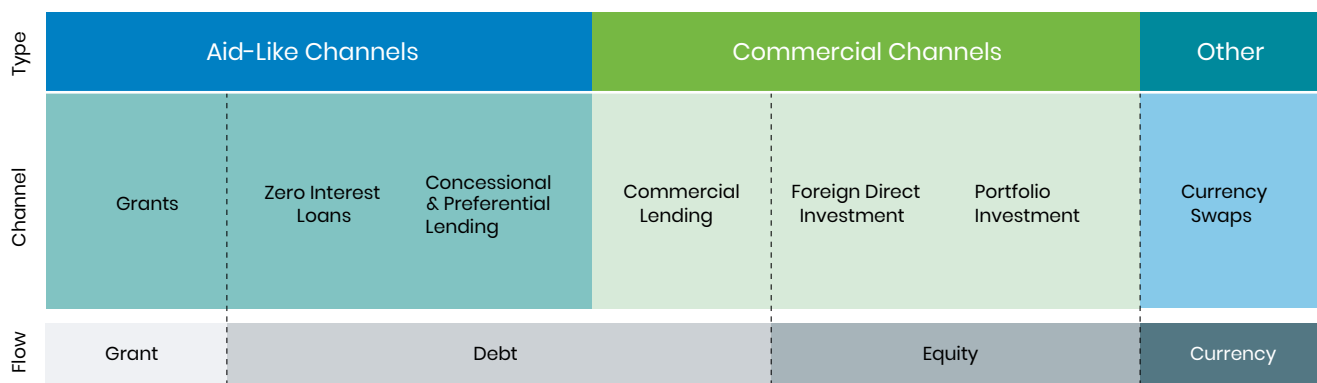 Type
Aid-Like Channels
Commercial Channels
Other
Channel
Grants
Zero Interest
Loans
Concessional
& Preferential
Lending
Commercial
Lending
Foreign Direct
Investment
Portfolio
Investment
Currency
Swaps
Flow
Grant
Debt
Equity
Currency